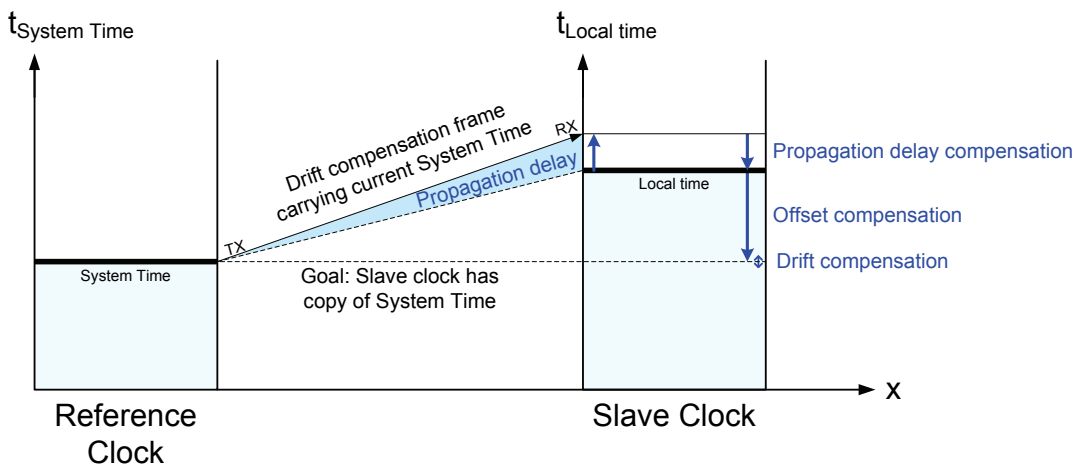 tSystem Time
tLocal time
Drift compensation frame
carrying current System Time
RX
Propagation delay
TX
Propagation delay compensation
Local time
Offset compensation
System Time
Goal: Slave clock has
copy of System Time
Drift compensation
x
Reference
Clock
Slave Clock